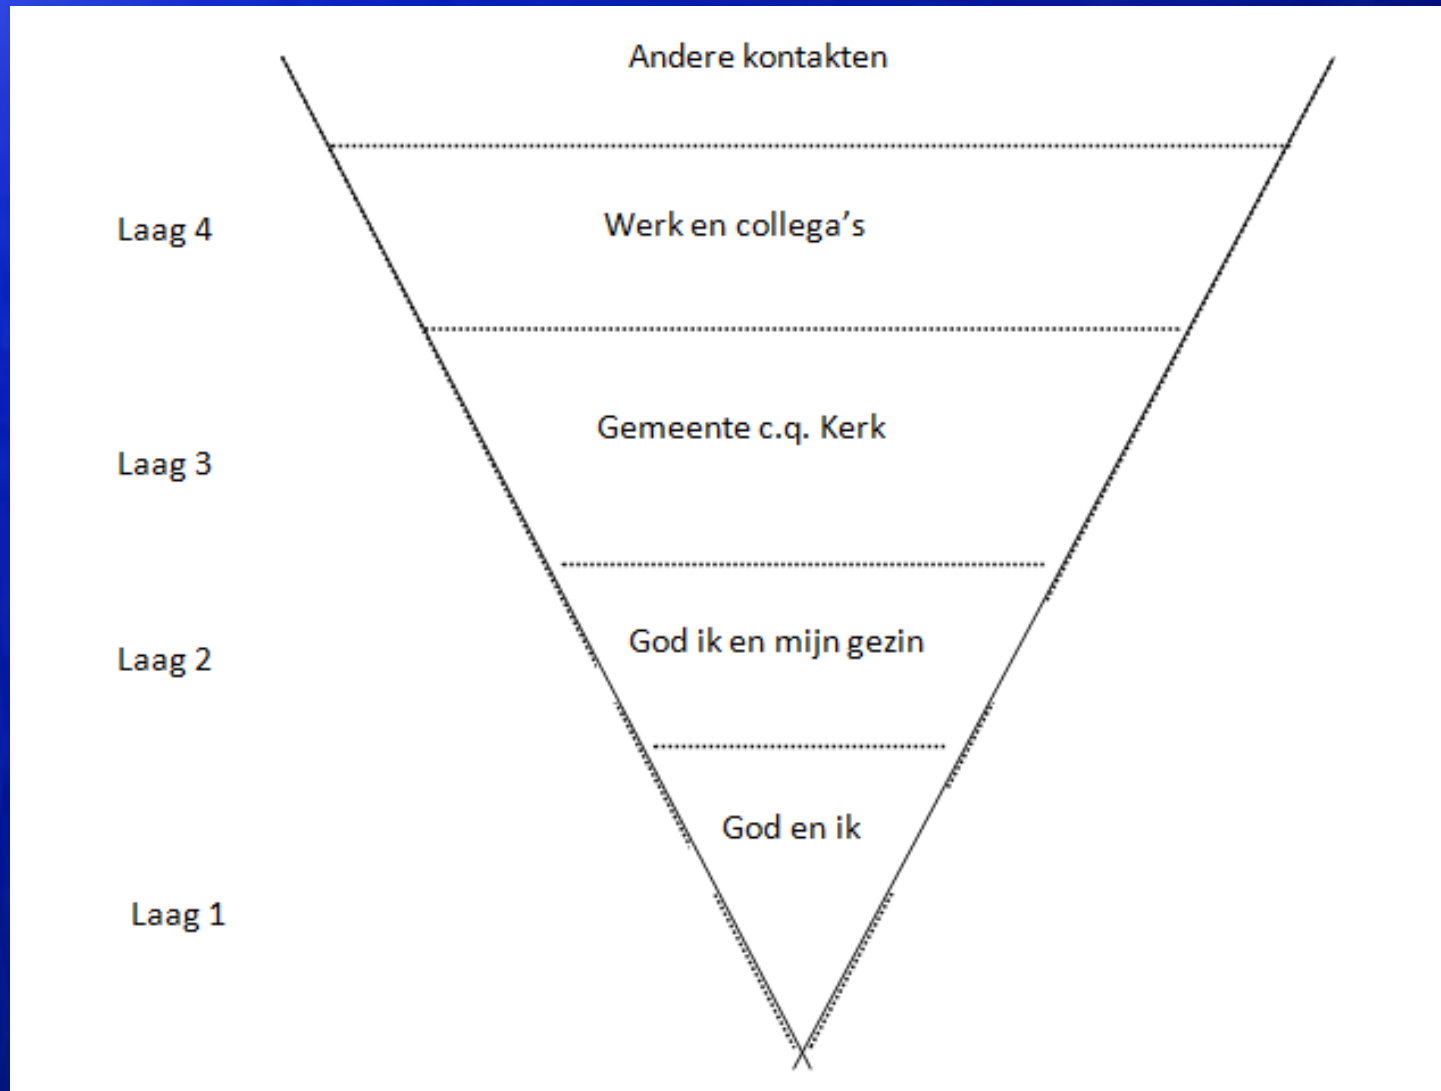 Andere kontakten
Laag 4
Werk en collega's
Gemeente c.q. Kerk
Laag 3
God ik en mijn gezin
Laag 2
God en ik
Laag 1